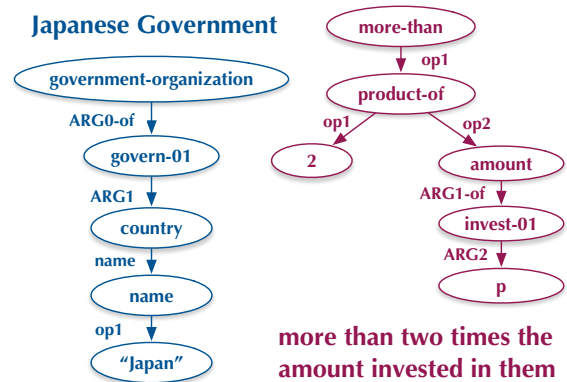 Japanese Government
government-organization
ARG0-of
govern-01
ARG1
country
name
name
op1
“Japan”
more-than
op1
product-of
op1
op2
2
amount
ARG1-of
invest-01
ARG2
p
more than two times the
amount invested in them